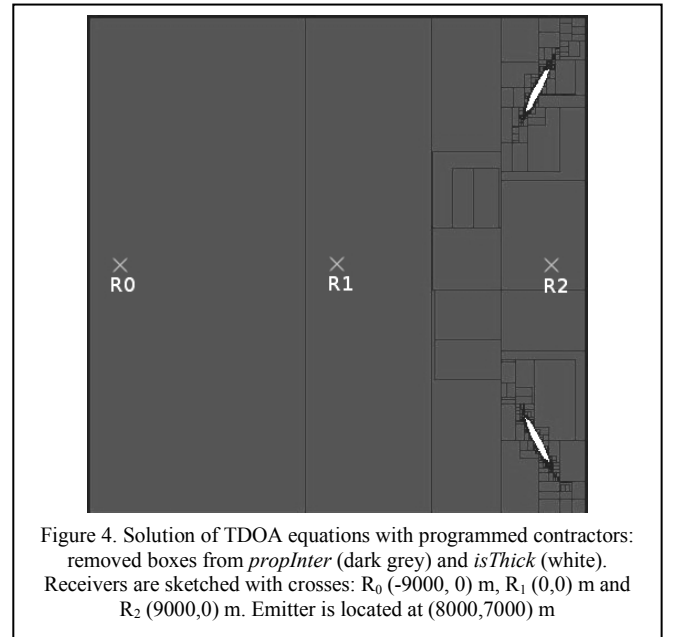 R0
R1
R2
Figure 4. Solution of TDOA equations with programmed contractors:
removed boxes from propInter (dark grey) and isThick (white).
Receivers are sketched with crosses: R₀ (-9000, 0) m, R₁ (0,0) m and
R₂ (9000,0) m. Emitter is located at (8000,7000) m